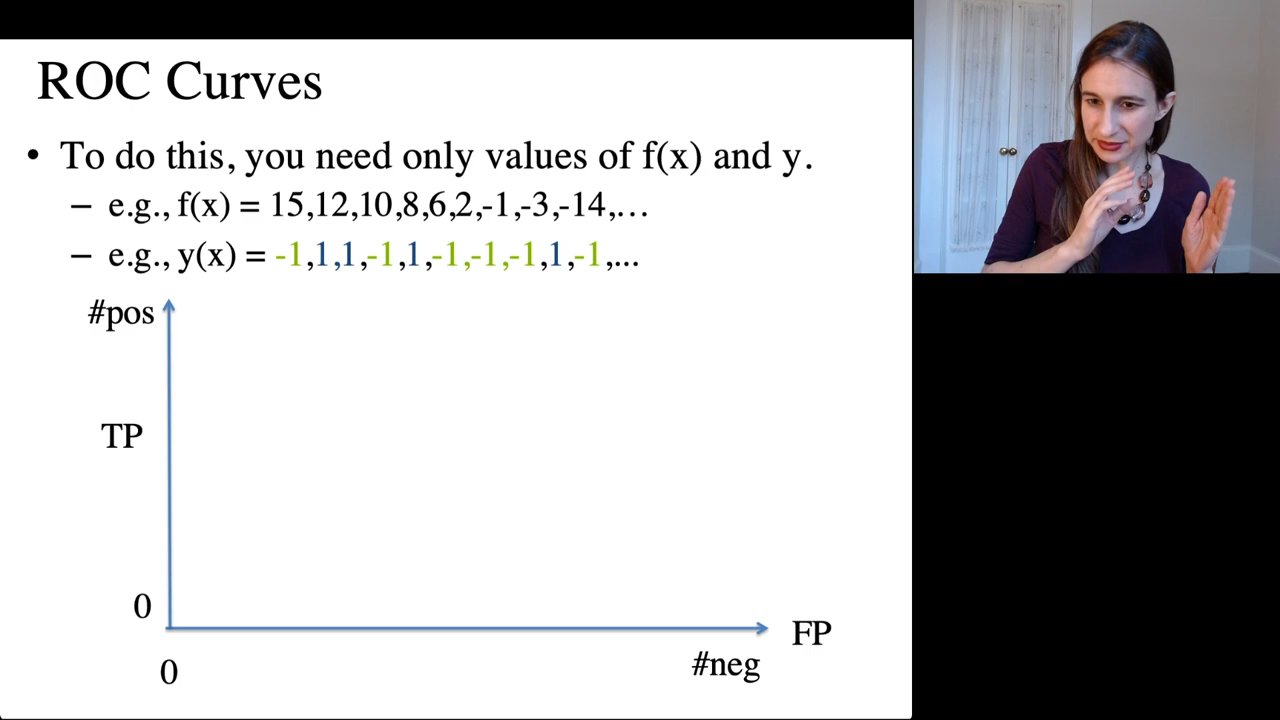 ROC Curves
• To do this, you need only values of f(x) and y.
– e.g., f(x) = 15,12,10,8,6,2,-1,-3,-14,…
– e.g., y(x) = -1,1,1,-1,1,-1,-1,-1,1,-1,...
#pos
TP
0
FP
#neg
0